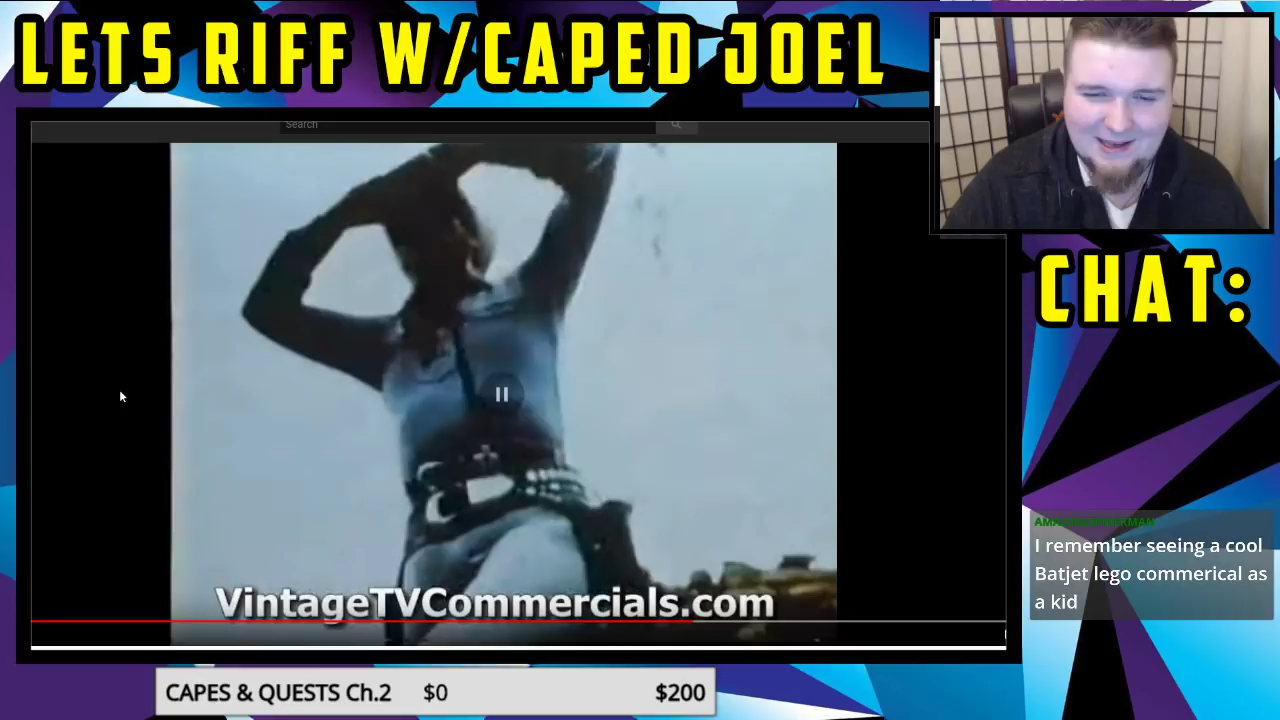 LETS RIFF W/CAPED JOEL
Search
VintageTVCommercials.com
CHAT:
I remember seeing a cool
Batjet lego commerical as
a kid
CAPES & QUESTS Ch.2 $0 $200